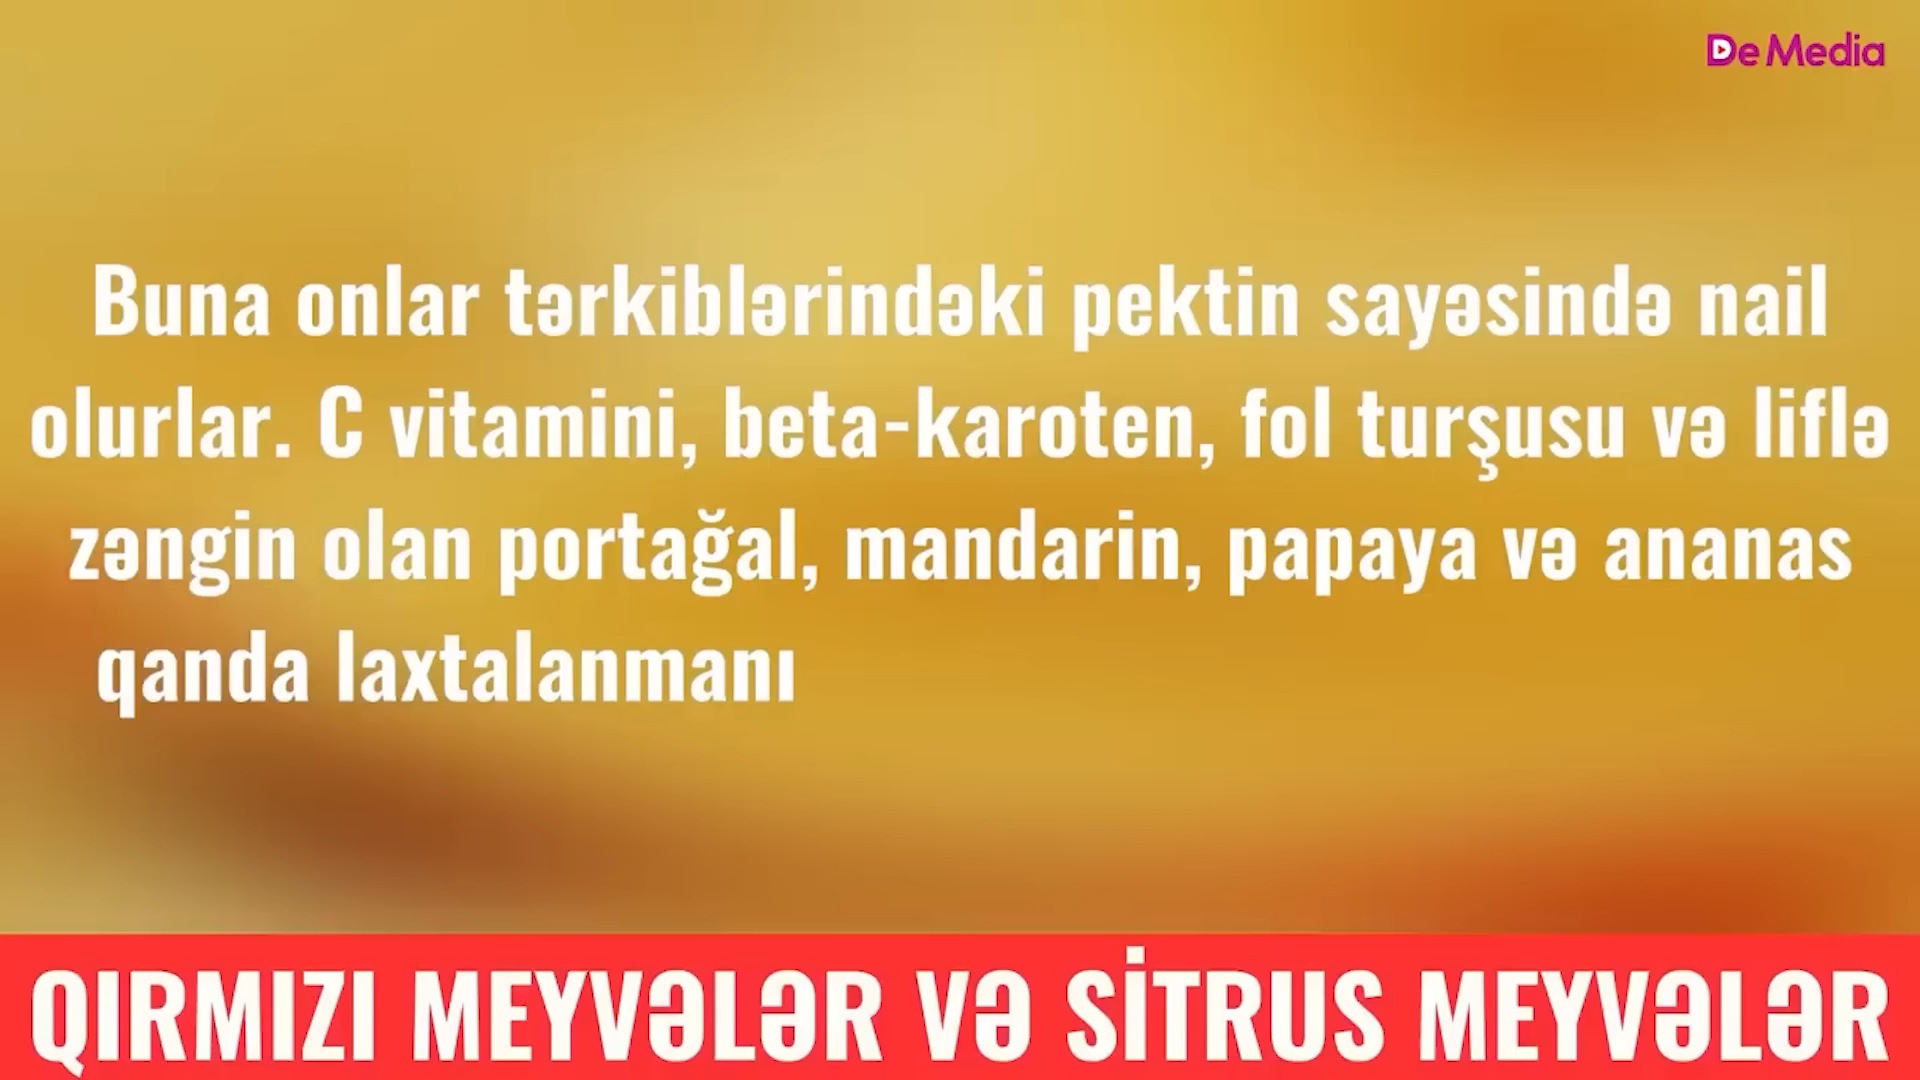 De Media
Buna onlar tərkiblərindəki pektin sayəsində nail
olurlar. C vitamini, beta-karoten, fol turşusu və liflə
zəngin olan portağal, mandarin, papaya və ananas
qanda laxtalanmanı
QIRMIZI MEYVƏLƏR VƏ SİTRUS MEYVƏLƏR